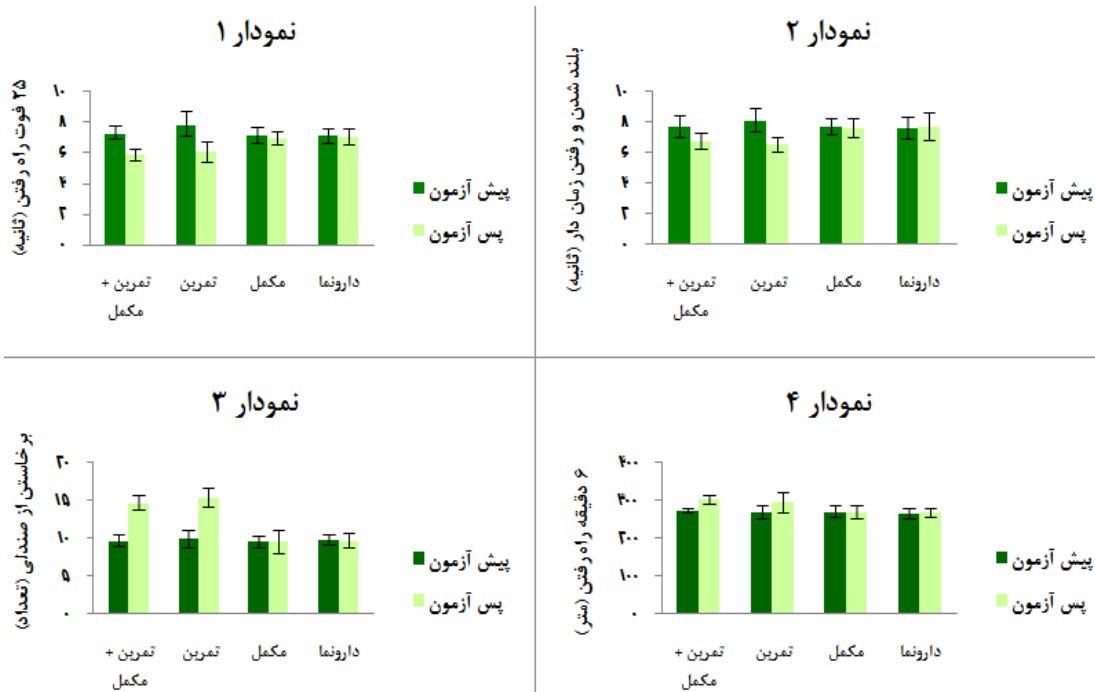 نمودار ۱
۲۵ فوت راه رفتن (ثانیه)
۱۰
۸
۶
۴
۲
۰
تمرین +
مکمل
تمرین
مکمل
دارونما
پیش آزمون
پس آزمون
نمودار ۲
بلند شدن و رفتن زمان دار (ثانیه)
۱۰
۸
۶
۴
۲
۰
تمرین +
مکمل
تمرین
مکمل
دارونما
پیش آزمون
پس آزمون
نمودار ۳
برخاستن از صندلی (تعداد)
۲۰
۱۵
۱۰
۵
۰
تمرین +
مکمل
تمرین
مکمل
دارونما
پیش آزمون
پس آزمون
نمودار ۴
۶ دقیقه راه رفتن (متر)
۴۰۰
۳۰۰
۲۰۰
۱۰۰
۰
تمرین +
مکمل
تمرین
مکمل
دارونما
پیش آزمون
پس آزمون